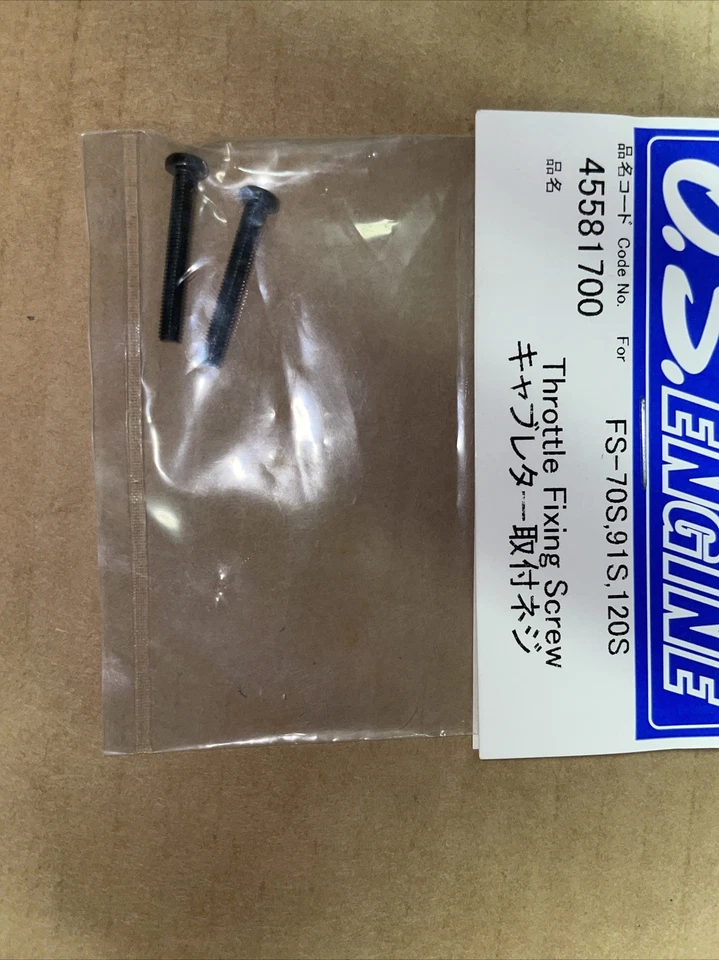 O.S.ENGINE
品名コード Code No. For FS-70S,91S,120S
45581700
品名
Throttle Fixing Screw
キャブレター取付ネジ